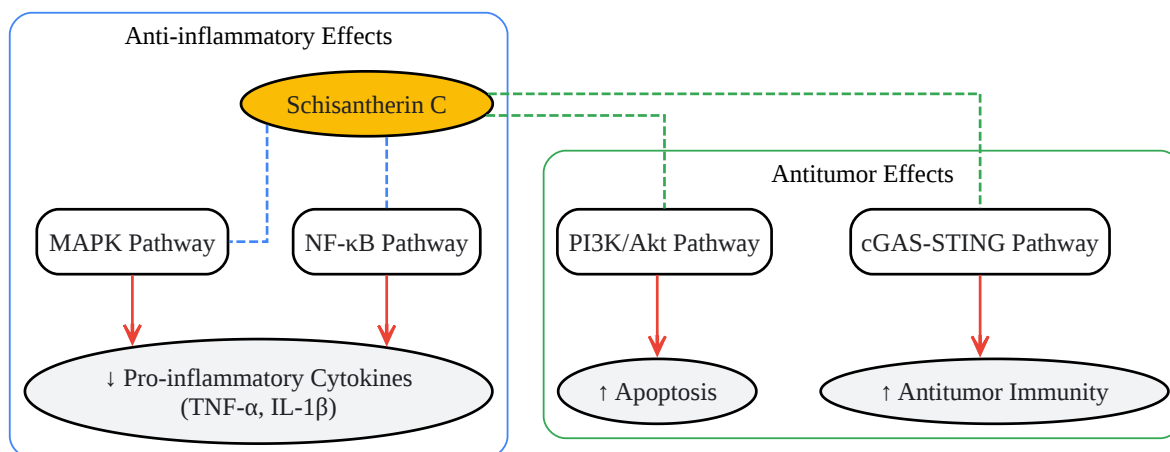 Anti-inflammatory Effects
Schisantherin C
Antitumor Effects
MAPK Pathway
NF-κB Pathway
PI3K/Akt Pathway
cGAS-STING Pathway
↓ Pro-inflammatory Cytokines
(TNF-α, IL-1β)
↑ Apoptosis
↑ Antitumor Immunity